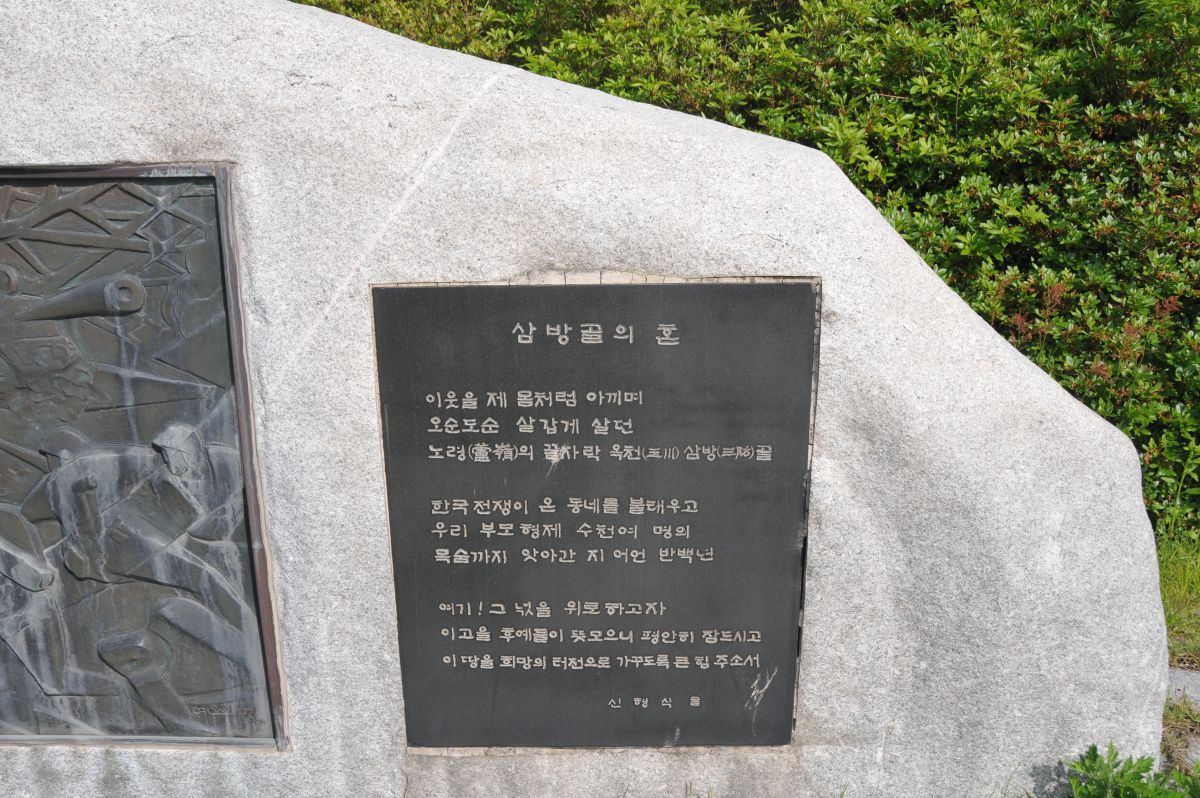 삼방골의 혼
이웃을 제 몸처럼 아끼며
오순도순 살갑게 살던
노령(蘆嶺)의 끝자락 옥천(玉川) 삼방(三防)골
한국전쟁이 온 동네를 불태우고
우리 부모형제 수천여 명의
목숨까지 앗아간 지 어언 반백년
여기! 그 넋을 위로하고자
이고을 후예들이 뜻모으니 평안히 잠드시고
이 땅을 희망의 터전으로 가꾸도록 큰 힘 주소서
신형식 올